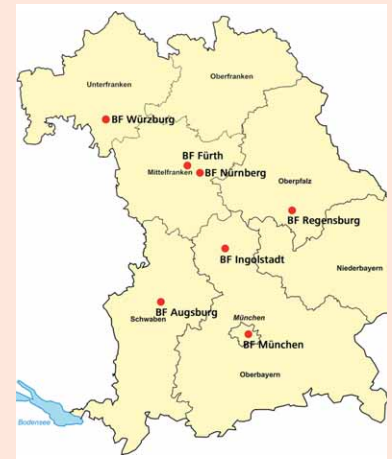 Unterfranken
Oberfranken
BF Würzburg
BF Fürth
Mittelfranken
BF Nürnberg
Oberpfalz
BF Regensburg
BF Ingolstadt
Niederbayern
BF Augsburg
Schwaben
München
BF München
Oberbayern
Bodensee